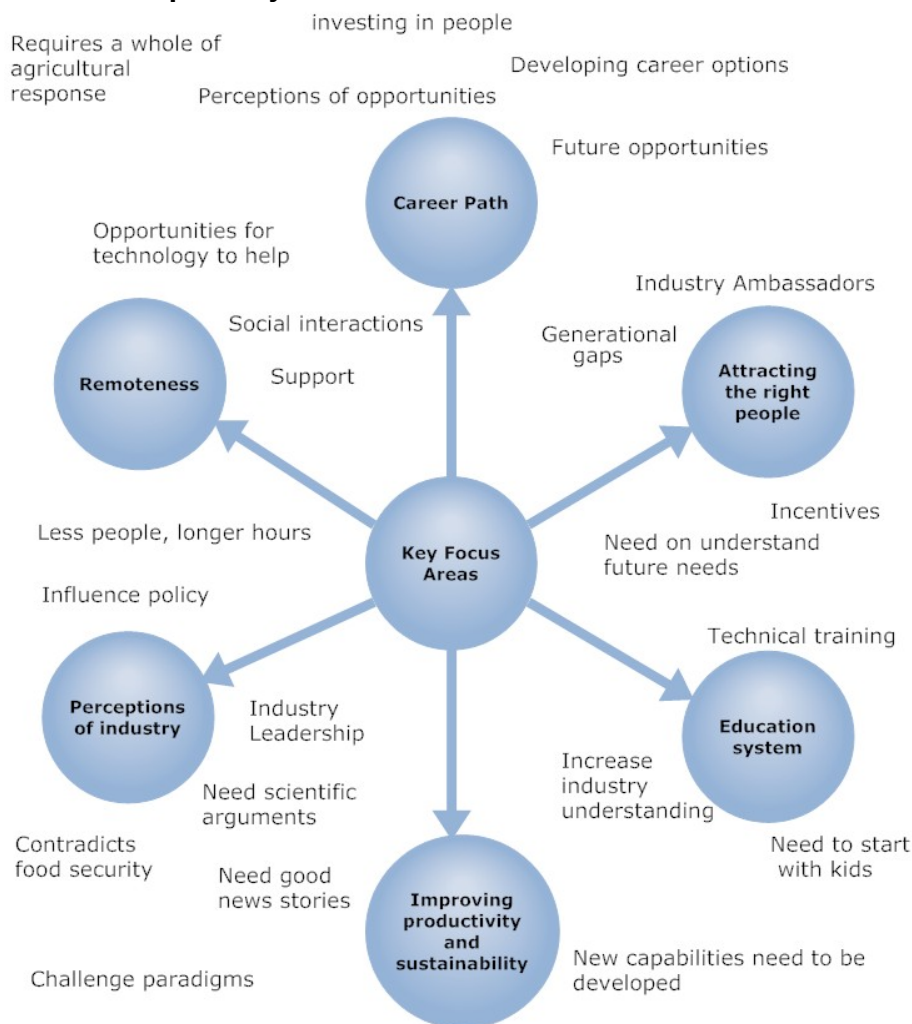 investing in people
Requires a whole of
agricultural
response
Developing career options
Perceptions of opportunities
Future opportunities
Career Path
Opportunities for
technology to help
Industry Ambassadors
Social interactions
Generational
gaps
Support
Remoteness
Attracting
the right
people
Incentives
Less people, longer hours
Need on understand
future needs
Key Focus
Areas
Influence policy
Technical training
Perceptions
of industry
Industry
Leadership
Education
system
Increase
industry
understanding
Need scientific
arguments
Contradicts
food security
Need to start
with kids
Need good
news stories
Improving
productivity
and
sustainability
New capabilities need to be
developed
Challenge paradigms